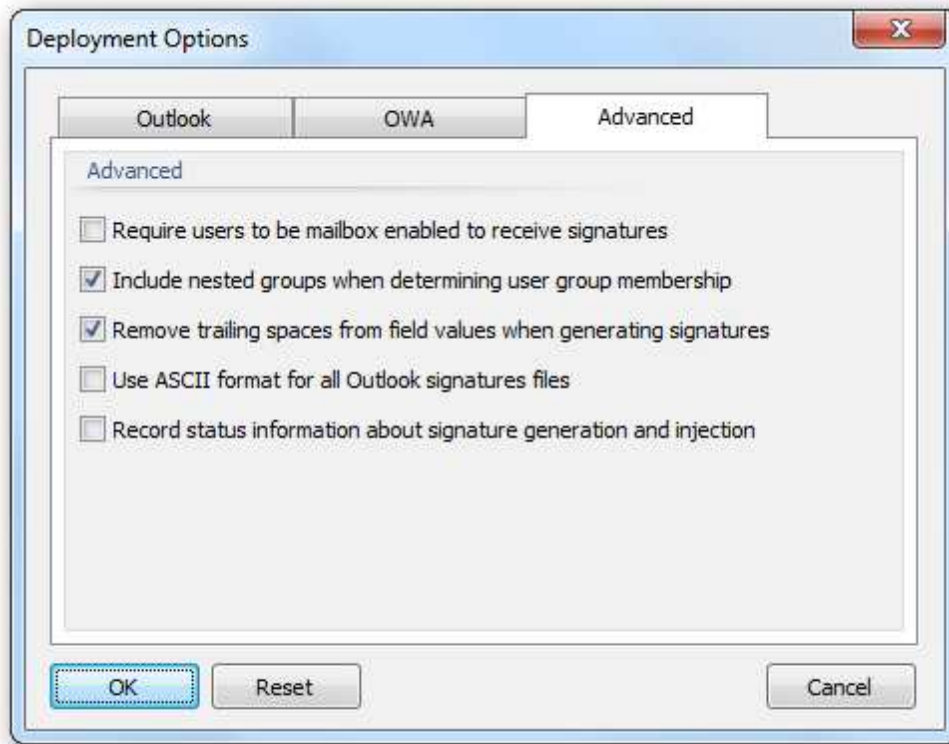 Deployment Options
Outlook OWA Advanced
Advanced
Require users to be mailbox enabled to receive signatures
Include nested groups when determining user group membership
Remove trailing spaces from field values when generating signatures
Use ASCII format for all Outlook signatures files
Record status information about signature generation and injection
OK Reset Cancel